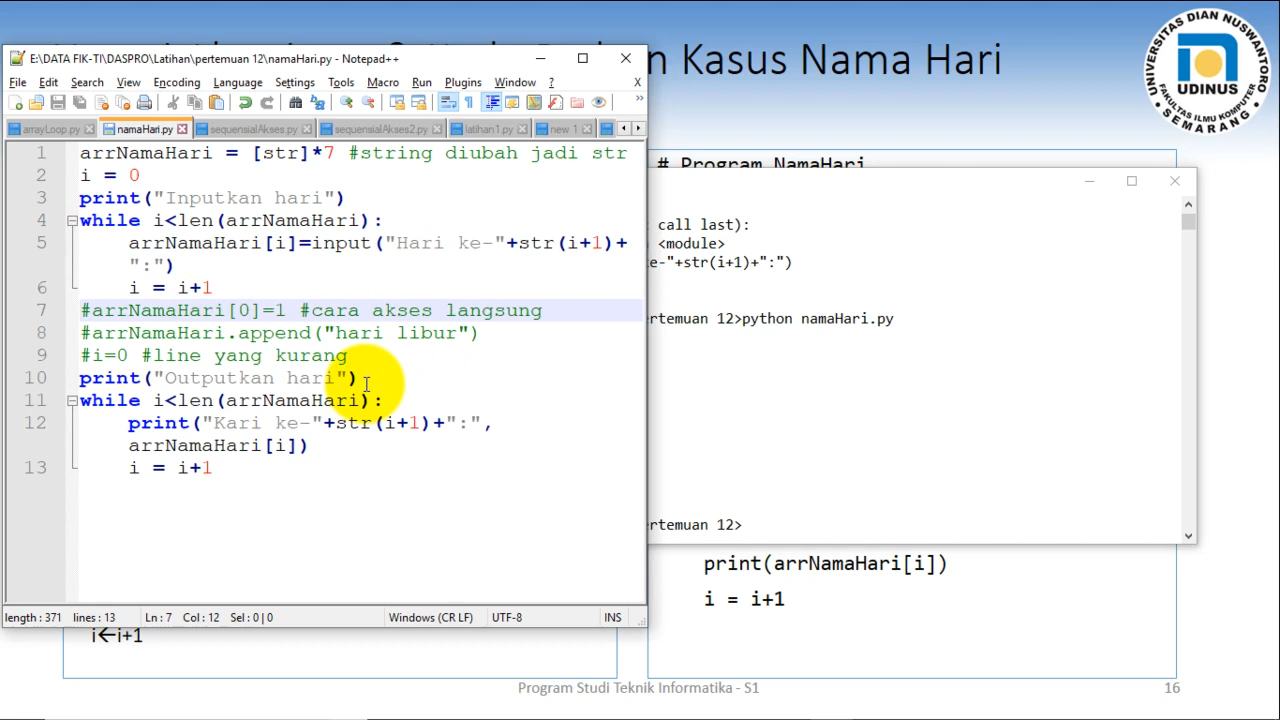 n Kasus Nama Hari
UNIVERSITAS DIAN NUSWANTORO
UDINUS
FAKULTAS ILMU KOMPUTER
SEMARANG
E:\DATA FIK-TI\DASPRO\Latihan\pertemuan 12\namaHari.py - Notepad++
File Edit Search View Encoding Language Settings Tools Macro Run Plugins Window ? X
arrayLoop.py namaHari.py sequensialAkses.py sequensialAkses2.py latihan1.py new 1
1 arrNamaHari = [str]*7 #string diubah jadi str
2 i = 0
3 print("Inputkan hari")
4 while i<len(arrNamaHari):
5 arrNamaHari[i]=input("Hari ke-"+str(i+1)+
":")
6 i = i+1
7 #arrNamaHari[0]=1 #cara akses langsung
8 #arrNamaHari.append("hari libur")
9 #i=0 #line yang kurang
10 print("Outputkan hari")
11 while i<len(arrNamaHari):
12 print("Kari ke-"+str(i+1)+":",
arrNamaHari[i])
13 i = i+1
length : 371 lines : 13 Ln : 7 Col : 12 Sel : 0 | 0 Windows (CR LF) UTF-8 INS
# Program NamaHari
call last):
<module>
ke-"+str(i+1)+":")
ertemuan 12>python namaHari.py
ertemuan 12>
print(arrNamaHari[i])
i = i+1
i←i+1
Program Studi Teknik Informatika - S1
16